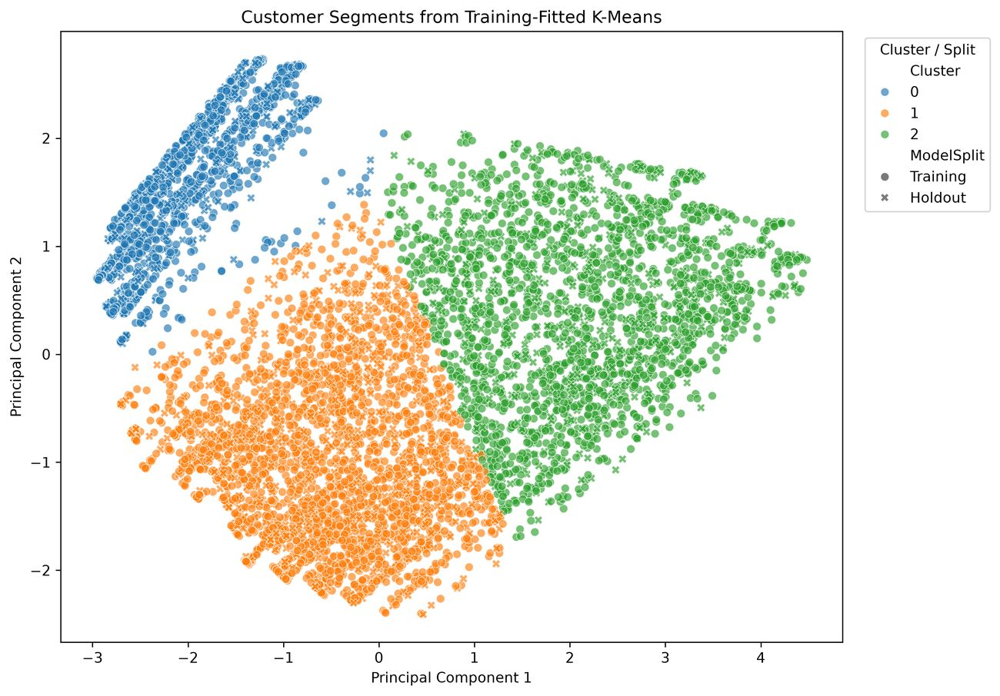 Customer Segments from Training-Fitted K-Means
Cluster / Split
Cluster
0
1
2
ModelSplit
Training
Holdout
Principal Component 2
2
1
0
−1
−2
−3
−2
−1
0
1
2
3
4
Principal Component 1